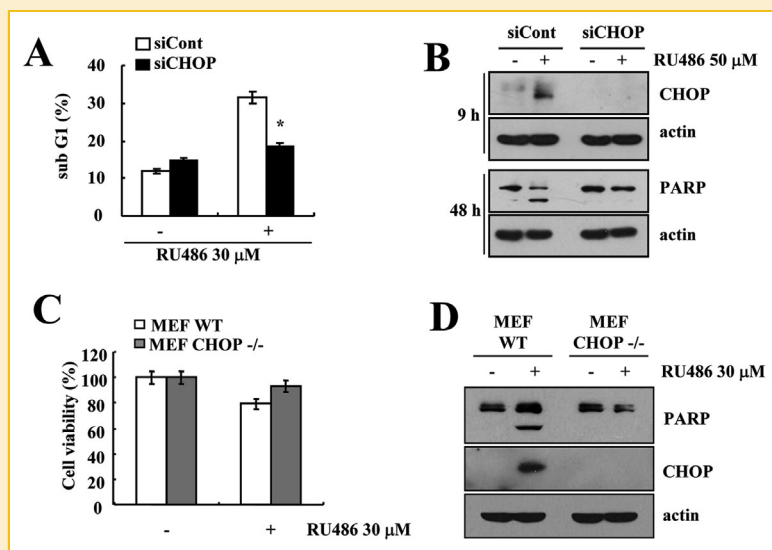 A
siCont
siCHOP
sub G1 (%)
40
30
20
10
0
*
- +
RU486 30 μM
B
siCont siCHOP
- + - + RU486 50 μM
9 h
CHOP
actin
48 h
PARP
actin
C
MEF WT
MEF CHOP -/-
Cell viability (%)
120
100
80
60
40
20
0
- + RU486 30 μM
D
MEF MEF
WT CHOP -/-
- + - + RU486 30 μM
PARP
CHOP
actin